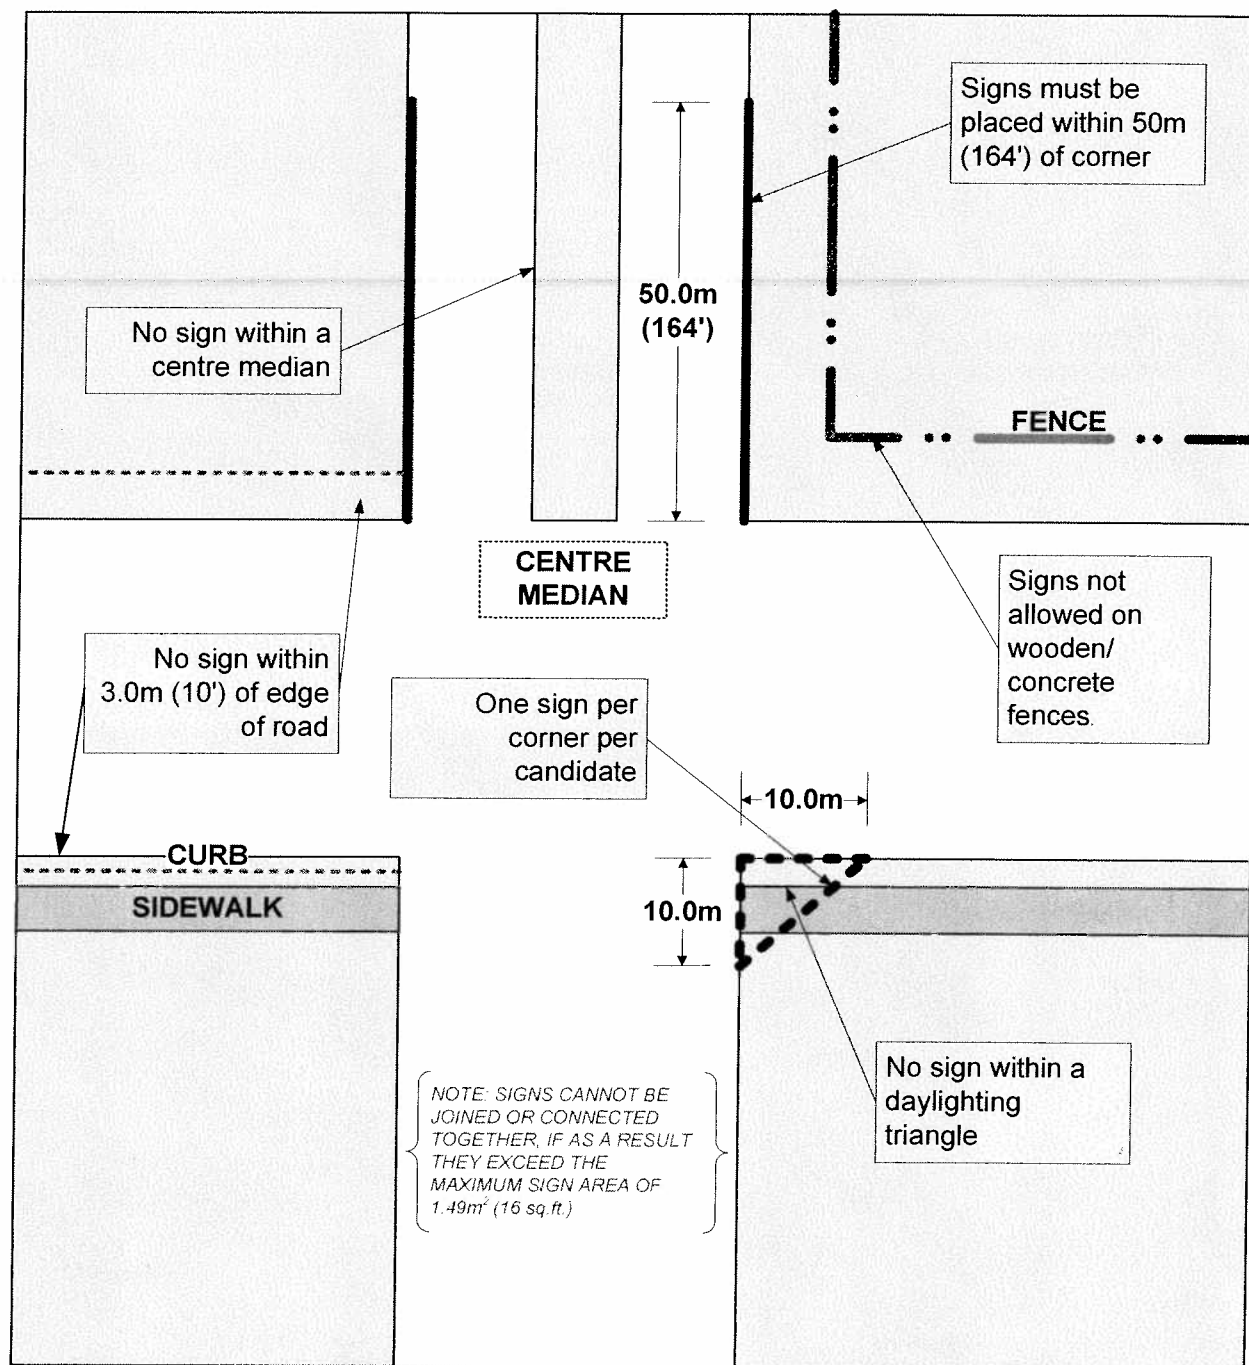 Signs must be
placed within 50m
(164') of corner
50.0m
(164')
No sign within a
centre median
FENCE
CENTRE
MEDIAN
Signs not
allowed on
wooden/
concrete
fences.
No sign within
3.0m (10') of edge
of road
One sign per
corner per
candidate
10.0m
CURB
SIDEWALK
10.0m
No sign within a
daylighting
triangle
NOTE: SIGNS CANNOT BE
JOINED OR CONNECTED
TOGETHER, IF AS A RESULT
THEY EXCEED THE
MAXIMUM SIGN AREA OF
1.49m² (16 sq.ft.)